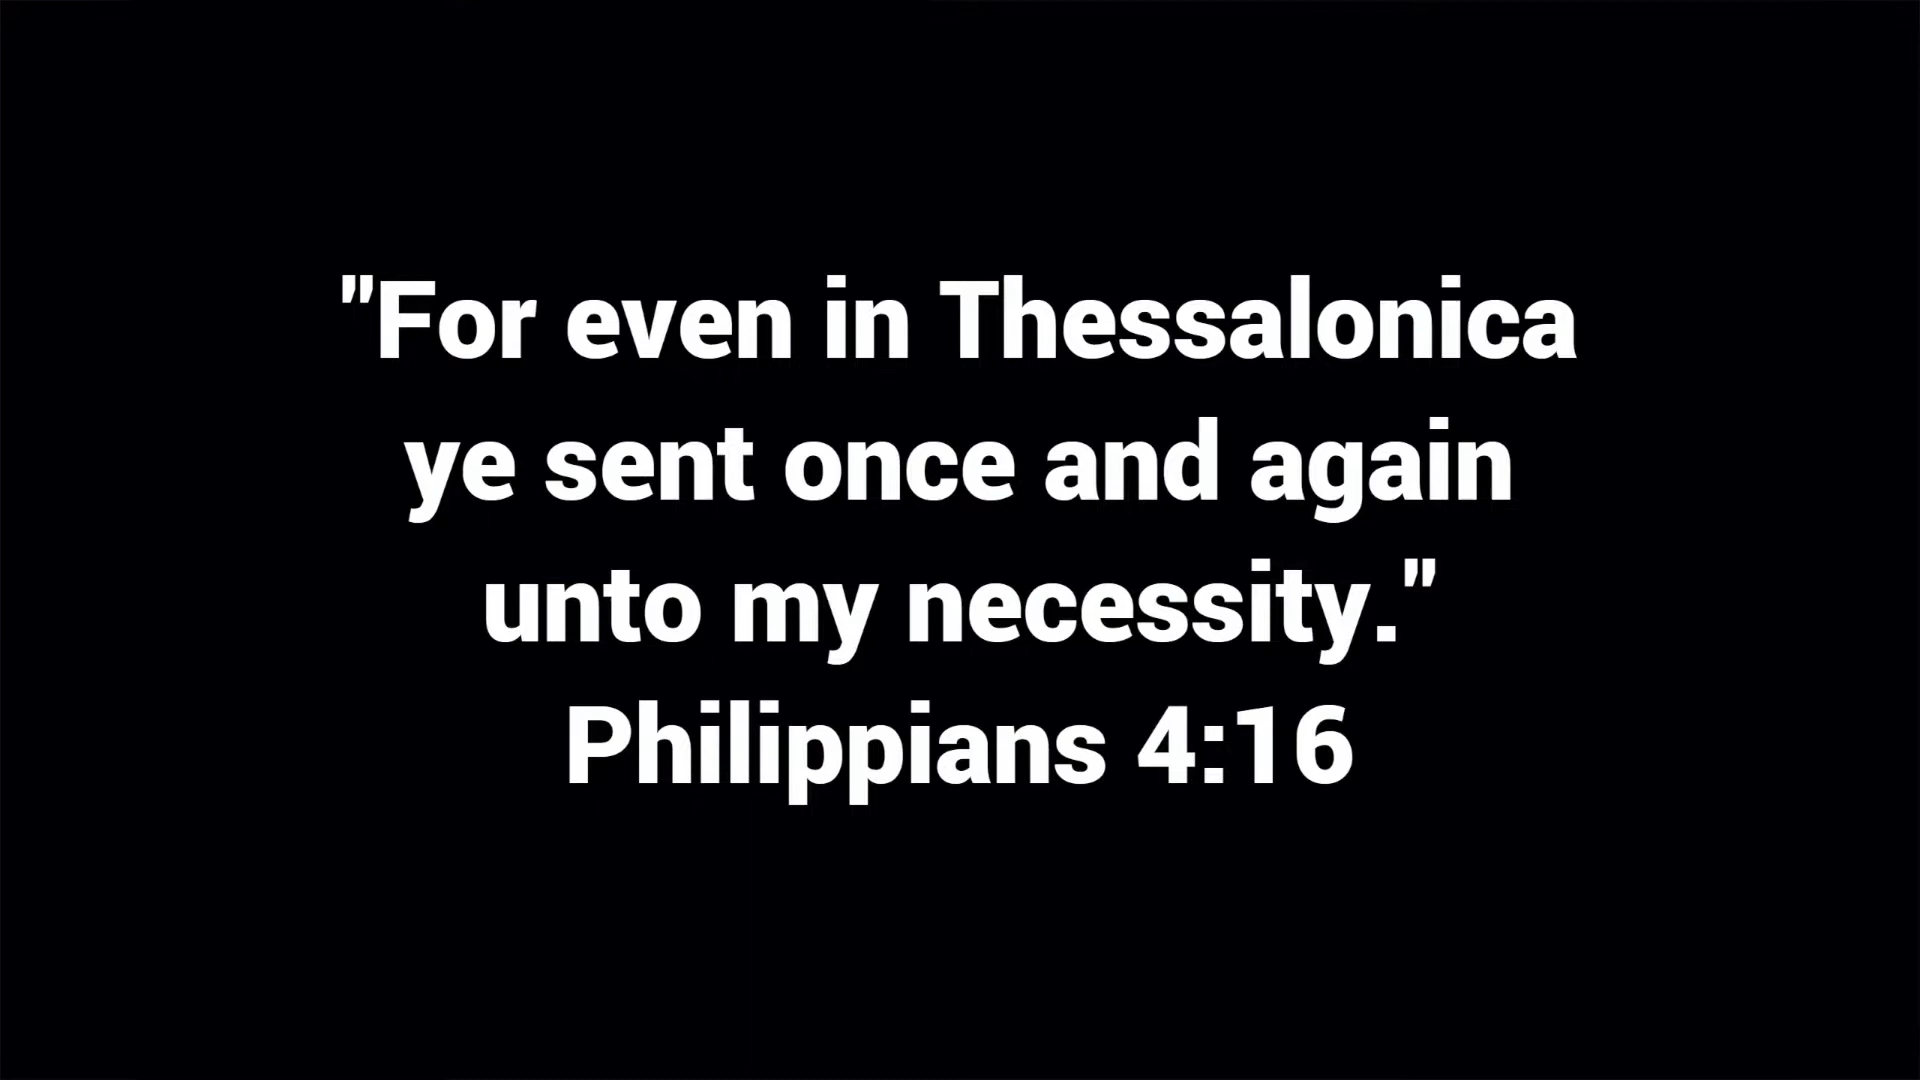 "For even in Thessalonica
ye sent once and again
unto my necessity."
Philippians 4:16